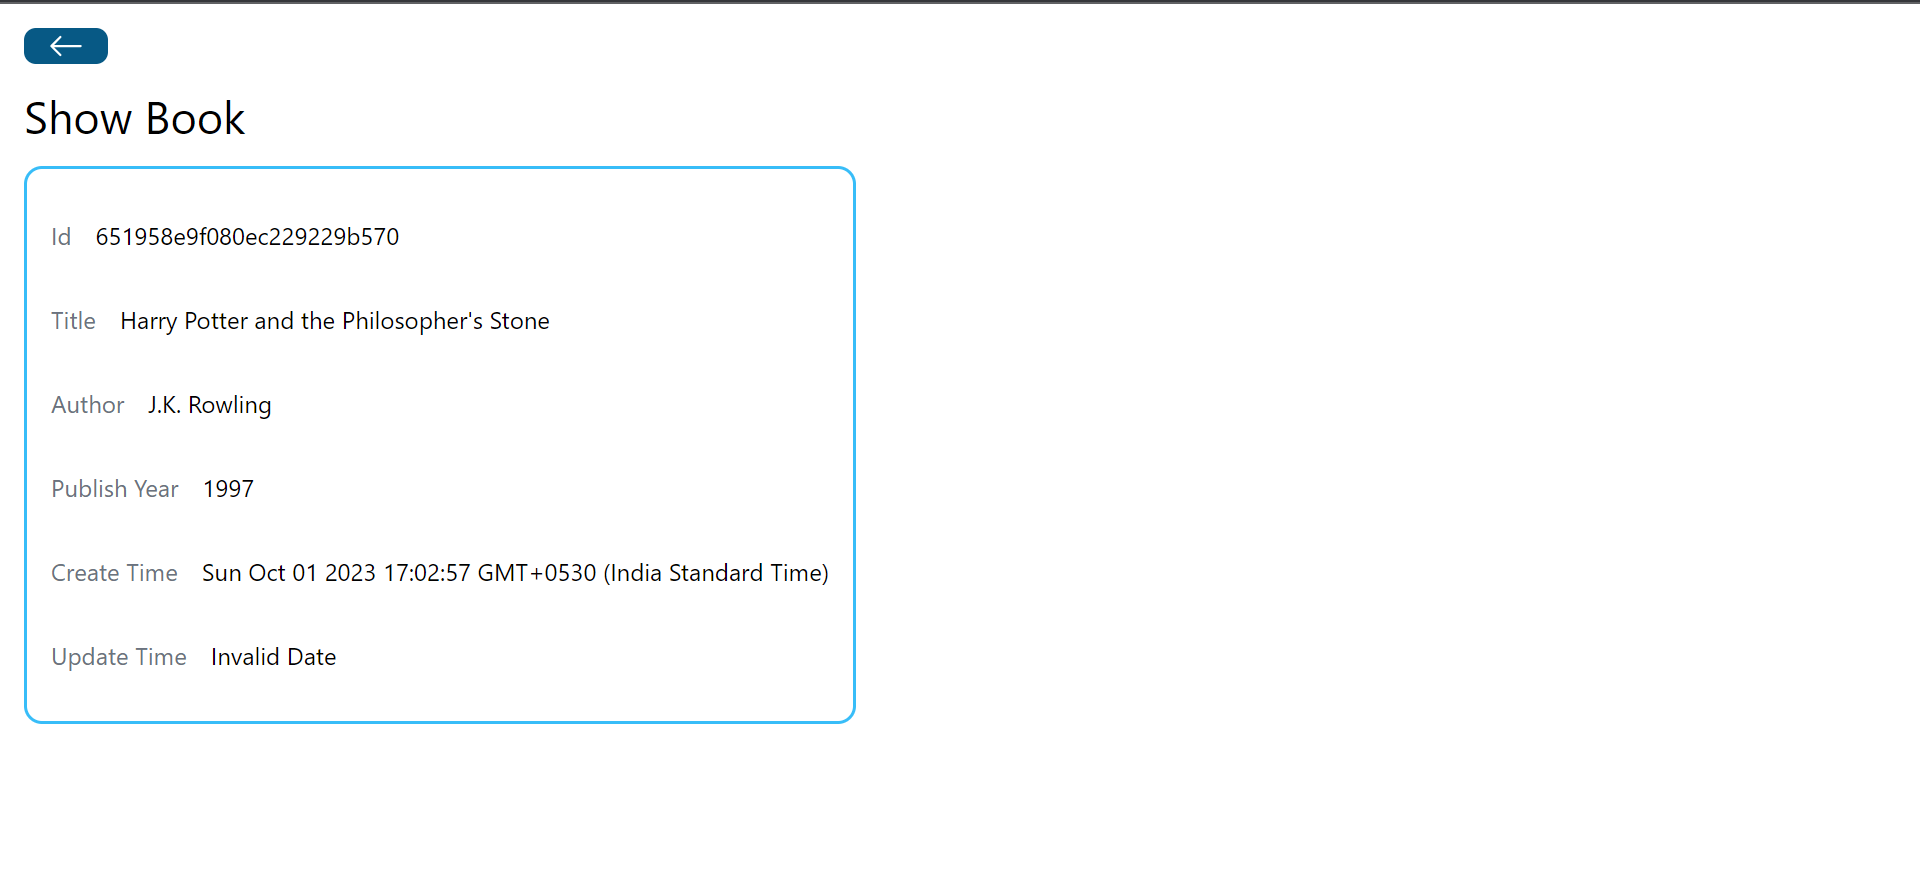 Show Book
Id 651958e9f080ec229229b570
Title Harry Potter and the Philosopher's Stone
Author J.K. Rowling
Publish Year 1997
Create Time Sun Oct 01 2023 17:02:57 GMT+0530 (India Standard Time)
Update Time Invalid Date